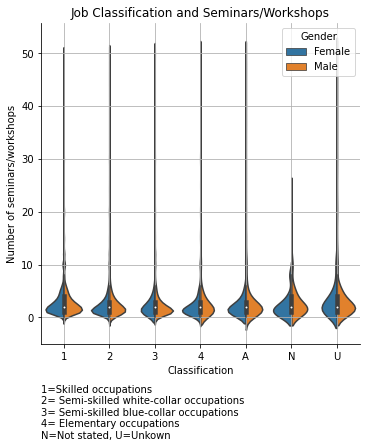 Job Classification and Seminars/Workshops
Gender
Female
Male
Number of seminars/workshops
50
40
30
20
10
0
1 2 3 4 A N U
Classification
1=Skilled occupations
2= Semi-skilled white-collar occupations
3= Semi-skilled blue-collar occupations
4= Elementary occupations
N=Not stated, U=Unkown